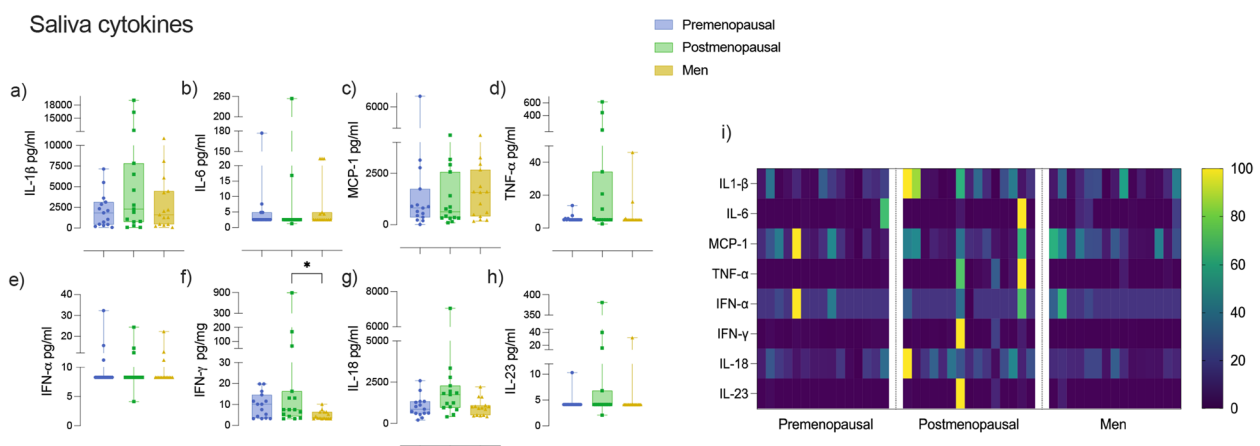 Saliva cytokines
Premenopausal
Postmenopausal
Men
a)
IL-1β pg/ml
18000
15000
10000
7500
5000
2500
0
b)
IL-6 pg/ml
260
220
200
180
150
20
15
10
5
0
c)
MCP-1 pg/ml
6000
2500
0
d)
TNF-α pg/ml
600
400
200
40
20
0
e)
IFN-α pg/ml
40
30
20
10
0
f)
IFN-γ pg/mg
*
900
300
200
100
40
30
20
10
0
g)
IL-18 pg/ml
8000
6000
5000
2500
0
h)
IL-23 pg/ml
400
350
40
20
10
5
0
i)
IL1-β
IL-6
MCP-1
TNF-α
IFN-α
IFN-γ
IL-18
IL-23
Premenopausal
Postmenopausal
Men
100
80
60
40
20
0